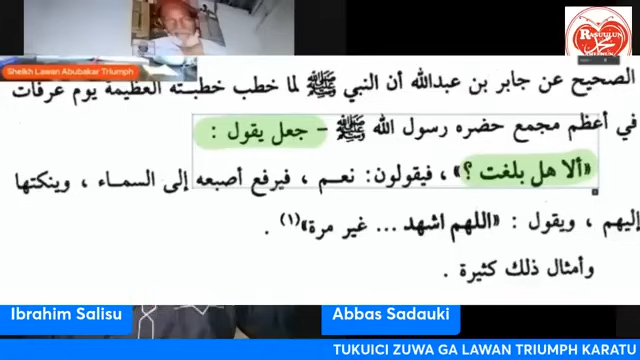 Sheikh Lawan Abubakar Triumph
RASUULUN
الصحيح عن جابر بن عبدالله أن النبي ﷺ لما خطب خطبته العظيمة يوم عرفات
في أعظم مجمع حضره رسول الله ﷺ – جعل يقول :
«ألا هل بلغت ؟» ، فيقولون: نعم ، فيرفع أصبعه إلى السماء ، وينكتها
إليهم ، ويقول : «اللهم اشهد ... غير مرة»(١) .
وأمثال ذلك كثيرة .
Ibrahim Salisu
Abbas Sadauki
TUKUICI ZUWA GA LAWAN TRIUMPH KARATU